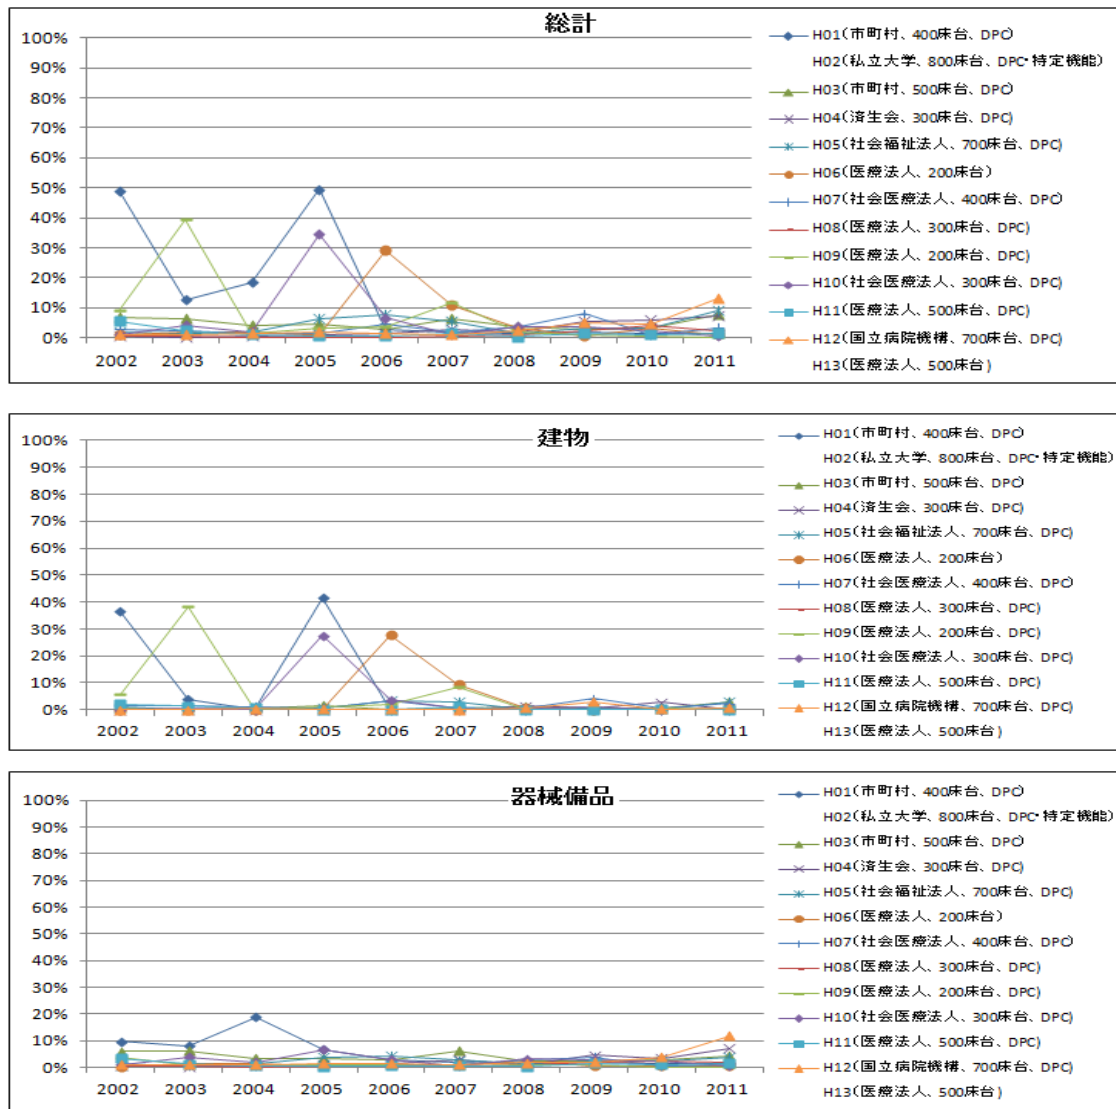 総計
100%
90%
80%
70%
60%
50%
40%
30%
20%
10%
0%
2002 2003 2004 2005 2006 2007 2008 2009 2010 2011
H01(市町村、400床台、DPC)
H02(私立大学、800床台、DPC・特定機能)
H03(市町村、500床台、DPC)
H04(済生会、300床台、DPC)
H05(社会福祉法人、700床台、DPC)
H06(医療法人、200床台)
H07(社会医療法人、400床台、DPC)
H08(医療法人、300床台、DPC)
H09(医療法人、200床台、DPC)
H10(社会医療法人、300床台、DPC)
H11(医療法人、500床台、DPC)
H12(国立病院機構、700床台、DPC)
H13(医療法人、500床台)
建物
100%
90%
80%
70%
60%
50%
40%
30%
20%
10%
0%
2002 2003 2004 2005 2006 2007 2008 2009 2010 2011
H01(市町村、400床台、DPC)
H02(私立大学、800床台、DPC・特定機能)
H03(市町村、500床台、DPC)
H04(済生会、300床台、DPC)
H05(社会福祉法人、700床台、DPC)
H06(医療法人、200床台)
H07(社会医療法人、400床台、DPC)
H08(医療法人、300床台、DPC)
H09(医療法人、200床台、DPC)
H10(社会医療法人、300床台、DPC)
H11(医療法人、500床台、DPC)
H12(国立病院機構、700床台、DPC)
H13(医療法人、500床台)
器械備品
100%
90%
80%
70%
60%
50%
40%
30%
20%
10%
0%
2002 2003 2004 2005 2006 2007 2008 2009 2010 2011
H01(市町村、400床台、DPC)
H02(私立大学、800床台、DPC・特定機能)
H03(市町村、500床台、DPC)
H04(済生会、300床台、DPC)
H05(社会福祉法人、700床台、DPC)
H06(医療法人、200床台)
H07(社会医療法人、400床台、DPC)
H08(医療法人、300床台、DPC)
H09(医療法人、200床台、DPC)
H10(社会医療法人、300床台、DPC)
H11(医療法人、500床台、DPC)
H12(国立病院機構、700床台、DPC)
H13(医療法人、500床台)